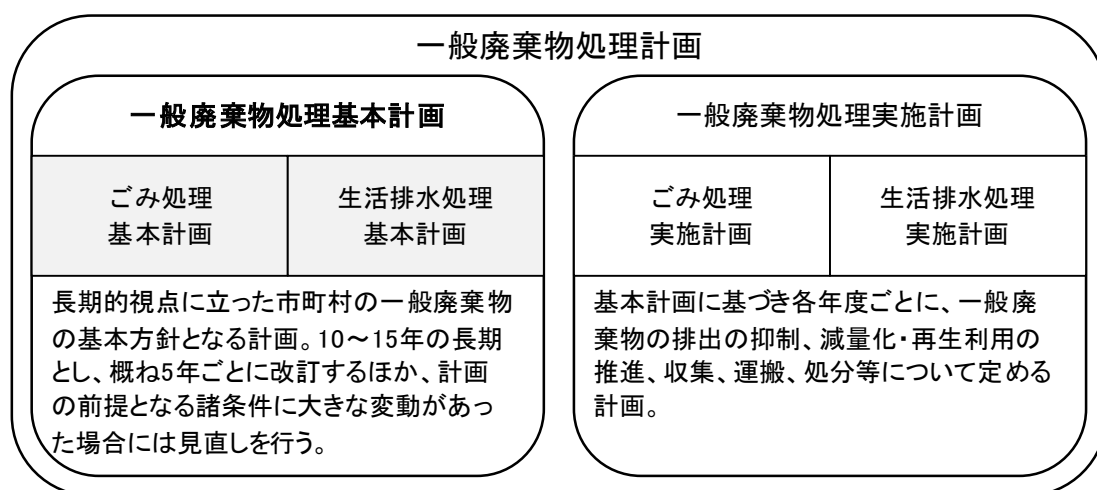 一般廃棄物処理計画
一般廃棄物処理基本計画
ごみ処理
基本計画
生活排水処理
基本計画
長期的視点に立った市町村の一般廃棄物
の基本方針となる計画。10～15年の長期
とし、概ね5年ごとに改訂するほか、計画
の前提となる諸条件に大きな変動があっ
た場合には見直しを行う。
一般廃棄物処理実施計画
ごみ処理
実施計画
生活排水処理
実施計画
基本計画に基づき各年度ごとに、一般廃
棄物の排出の抑制、減量化・再生利用の
推進、収集、運搬、処分等について定める
計画。